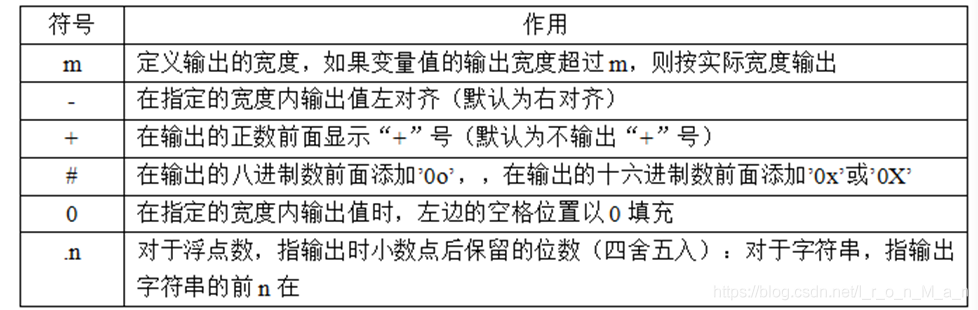 符号 作用
m 定义输出的宽度，如果变量值的输出宽度超过m，则按实际宽度输出
- 在指定的宽度内输出值左对齐（默认为右对齐）
+ 在输出的正数前面显示“+”号（默认为不输出“+”号）
# 在输出的八进制数前面添加'0o'，，在输出的十六进制数前面添加'0x'或'0X'
0 在指定的宽度内输出值时，左边的空格位置以0填充
.n 对于浮点数，指输出时小数点后保留的位数（四舍五入）：对于字符串，指输出
字符串的前n在
https://blog.csdn.net/I_r_o_n_M_a_n